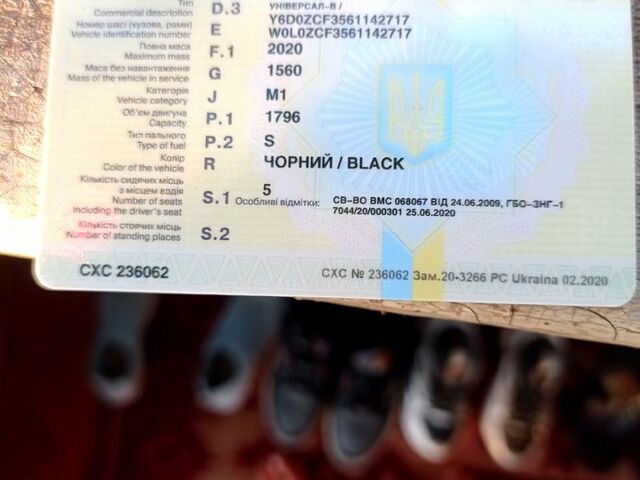 Тип D.3 УНІВЕРСАЛ-В /
Commercial description
Номер шасі (кузова, рами) E Y6D0ZCF3561142717
Vehicle identification number W0L0ZCF3561142717
Повна маса F.1 2020
Maximum mass
Маса без навантаження G 1560
Mass of the vehicle in service
Категорія J M1
Vehicle category
Об'єм двигуна P.1 1796
Capacity
Тип пального P.2 S
Type of fuel
Колір R ЧОРНИЙ / BLACK
Color of the vehicle
Кількість сидячих місць
з місцем водія S.1 5
Number of seats Особливі відмітки: СВ-ВО ВМС 068067 ВІД 24.06.2009, ГБО-ЗНГ-1
including the driver's seat 7044/20/000301 25.06.2020
Кількість стоячих місць S.2
Number of standing places
СХС 236062
СХС № 236062 Зам.20-3266 РС Ukraina 02.2020